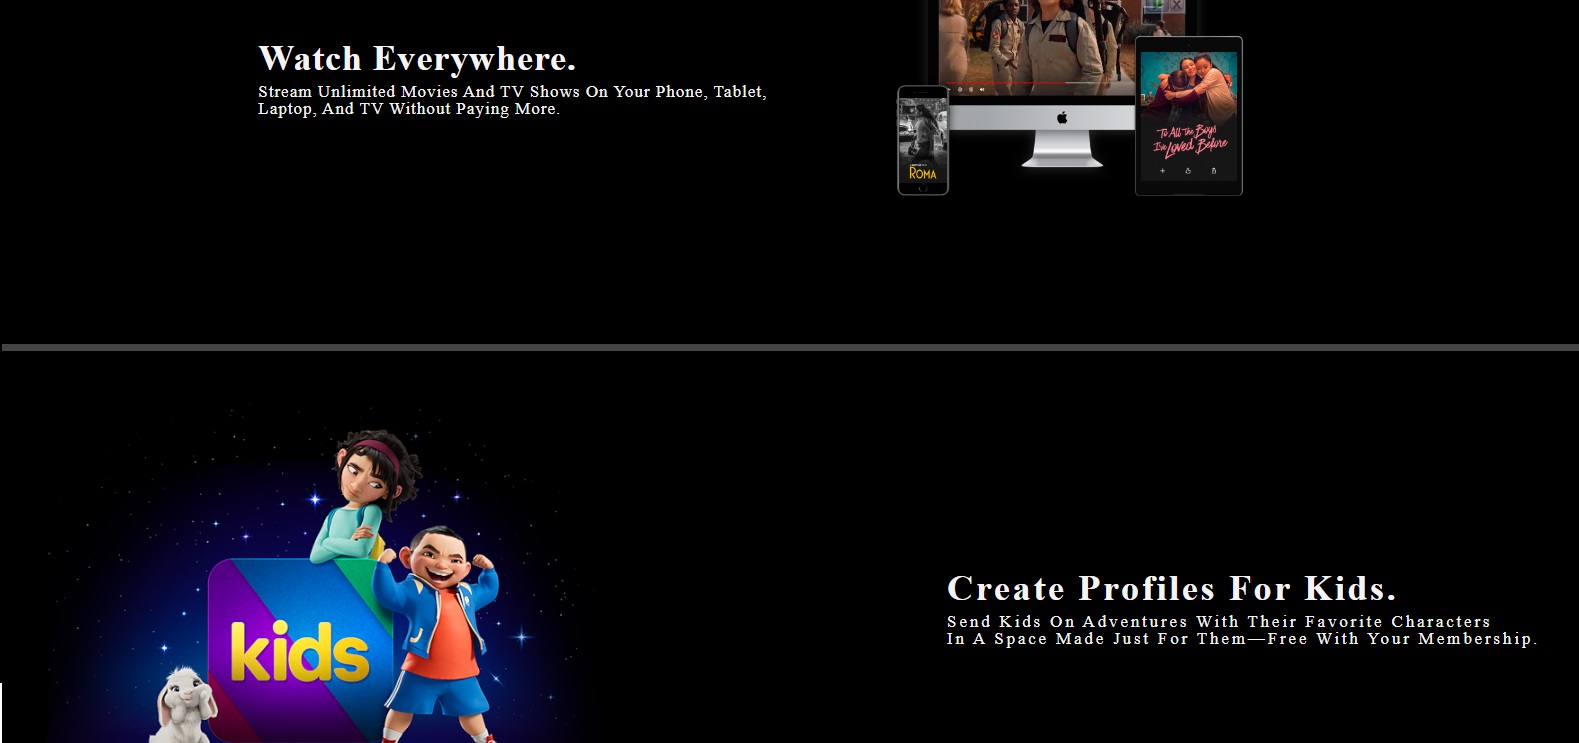 Watch Everywhere.
Stream Unlimited Movies And TV Shows On Your Phone, Tablet,
Laptop, And TV Without Paying More.
ROMA
To All The Boys
I've Loved Before
kids
Create Profiles For Kids.
Send Kids On Adventures With Their Favorite Characters
In A Space Made Just For Them—Free With Your Membership.